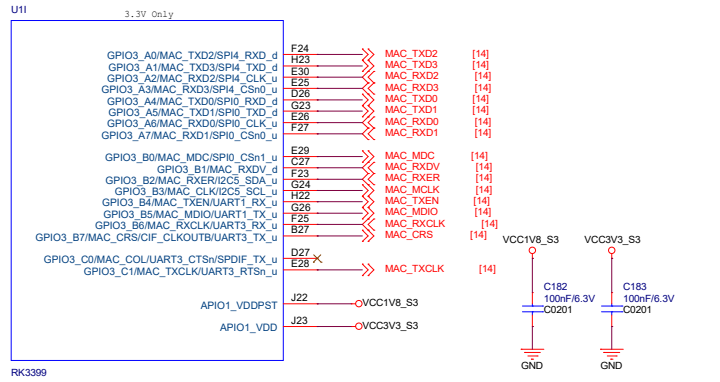 U1I
3.3V Only
GPIO3_A0/MAC_TXD2/SPI4_RXD_d F24 MAC_TXD2 [14]
GPIO3_A1/MAC_TXD3/SPI4_TXD_d H23 MAC_TXD3 [14]
GPIO3_A2/MAC_RXD2/SPI4_CLK_u E30 MAC_RXD2 [14]
GPIO3_A3/MAC_RXD3/SPI4_CSn0_u E25 MAC_RXD3 [14]
GPIO3_A4/MAC_TXD0/SPI0_RXD_d D26 MAC_TXD0 [14]
GPIO3_A5/MAC_TXD1/SPI0_TXD_d G23 MAC_TXD1 [14]
GPIO3_A6/MAC_RXD0/SPI0_CLK_u E26 MAC_RXD0 [14]
GPIO3_A7/MAC_RXD1/SPI0_CSn0_u F27 MAC_RXD1 [14]
GPIO3_B0/MAC_MDC/SPI0_CSn1_u E29 MAC_MDC [14]
GPIO3_B1/MAC_RXDV_d C27 MAC_RXDV [14]
GPIO3_B2/MAC_RXER/I2C5_SDA_u F23 MAC_RXER [14]
GPIO3_B3/MAC_CLK/I2C5_SCL_u G24 MAC_MCLK [14]
GPIO3_B4/MAC_TXEN/UART1_RX_u H22 MAC_TXEN [14]
GPIO3_B5/MAC_MDIO/UART1_TX_u G26 MAC_MDIO [14]
GPIO3_B6/MAC_RXCLK/UART3_RX_u F25 MAC_RXCLK [14]
GPIO3_B7/MAC_CRS/CIF_CLKOUTB/UART3_TX_u B27 MAC_CRS [14]
GPIO3_C0/MAC_COL/UART3_CTSn/SPDIF_TX_u D27
GPIO3_C1/MAC_TXCLK/UART3_RTSn_u E28 MAC_TXCLK [14]
APIO1_VDDPST J22 VCC1V8_S3
APIO1_VDD J23 VCC3V3_S3
RK3399
VCC1V8_S3 VCC3V3_S3
C182 C183
100nF/6.3V 100nF/6.3V
C0201 C0201
GND GND